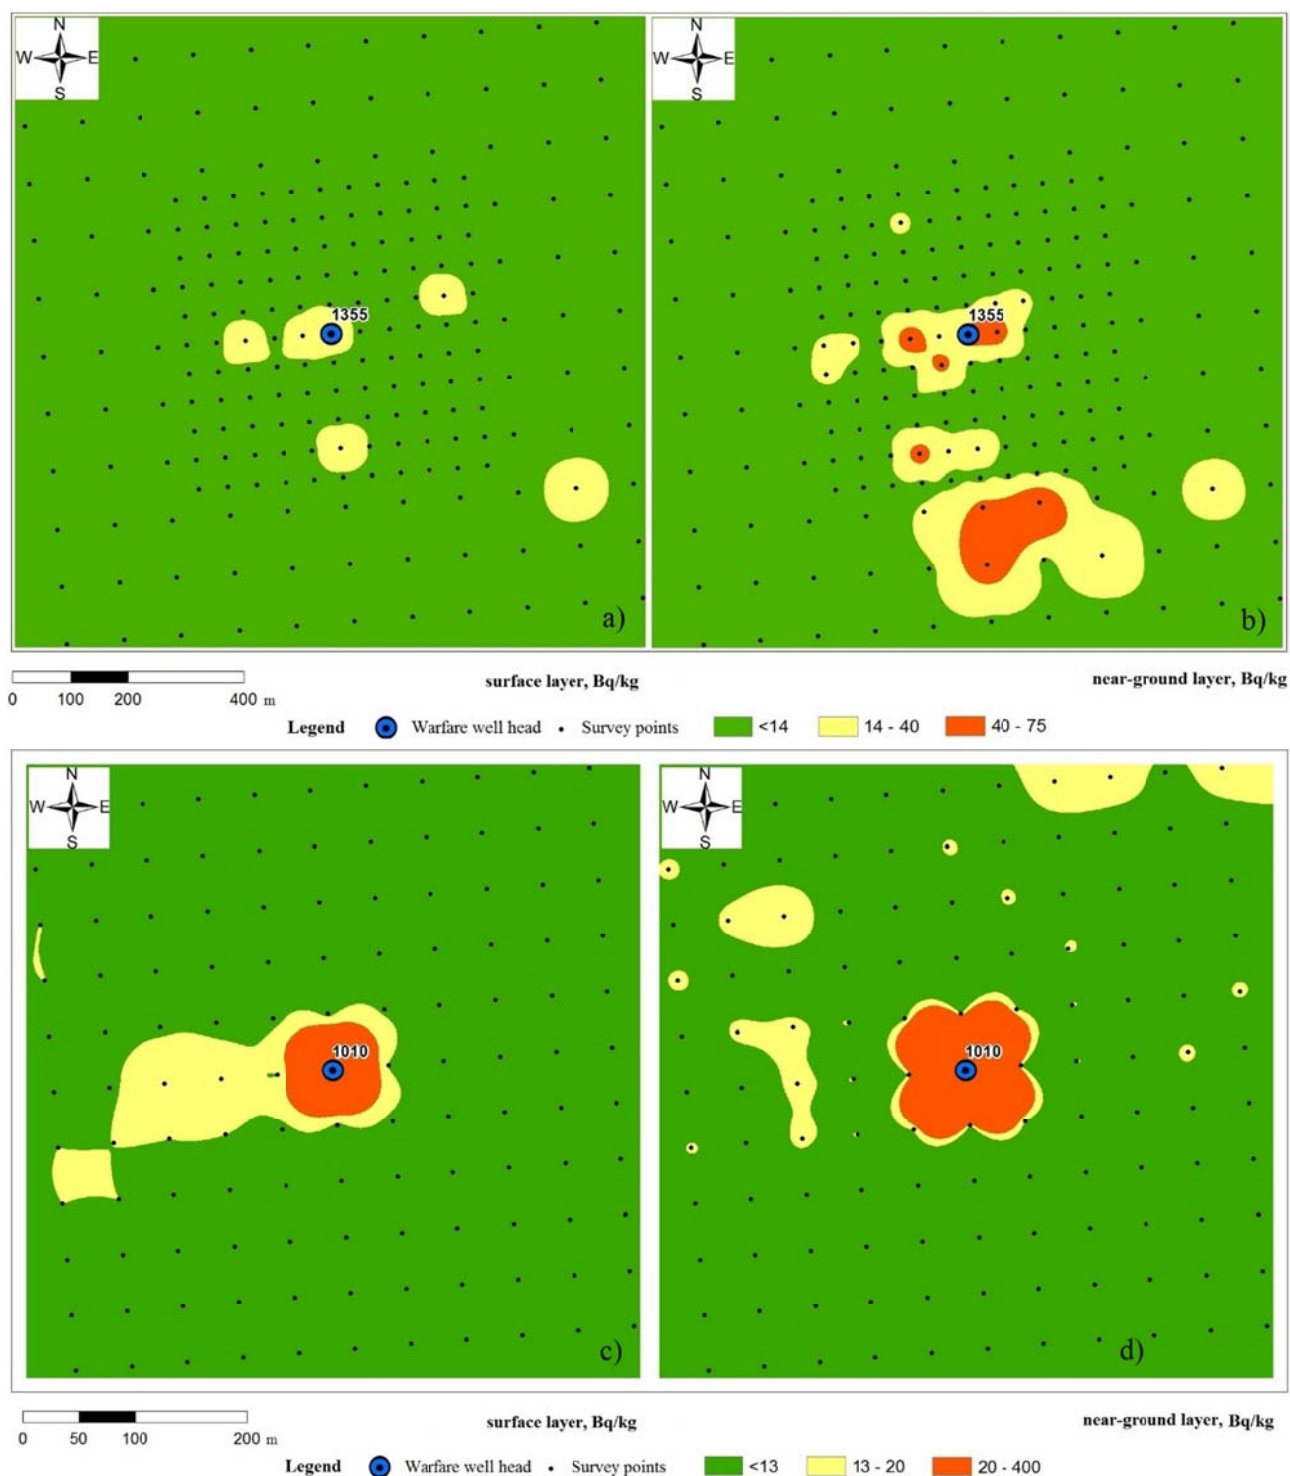 N
N
W E
W E
S
S
1355
1355
a)
b)
surface layer, Bq/kg
near-ground layer, Bq/kg
0 100 200 400 m
Legend Warfare well head Survey points <14 14 - 40 40 - 75
N
N
W E
W E
S
S
1010
1010
c)
d)
surface layer, Bq/kg
near-ground layer, Bq/kg
0 50 100 200 m
Legend Warfare well head Survey points <13 13 - 20 20 - 400